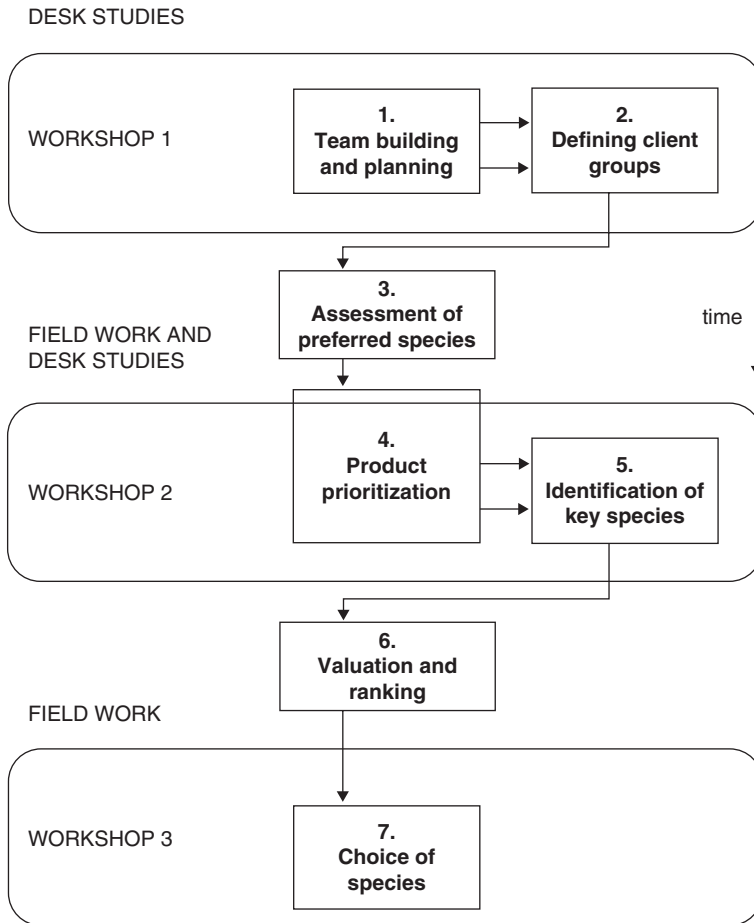 DESK STUDIES
WORKSHOP 1
1.
Team building
and planning
2.
Defining client
groups
3.
Assessment of
preferred species
time
FIELD WORK AND
DESK STUDIES
4.
Product
prioritization
WORKSHOP 2
5.
Identification of
key species
6.
Valuation and
ranking
FIELD WORK
WORKSHOP 3
7.
Choice of
species